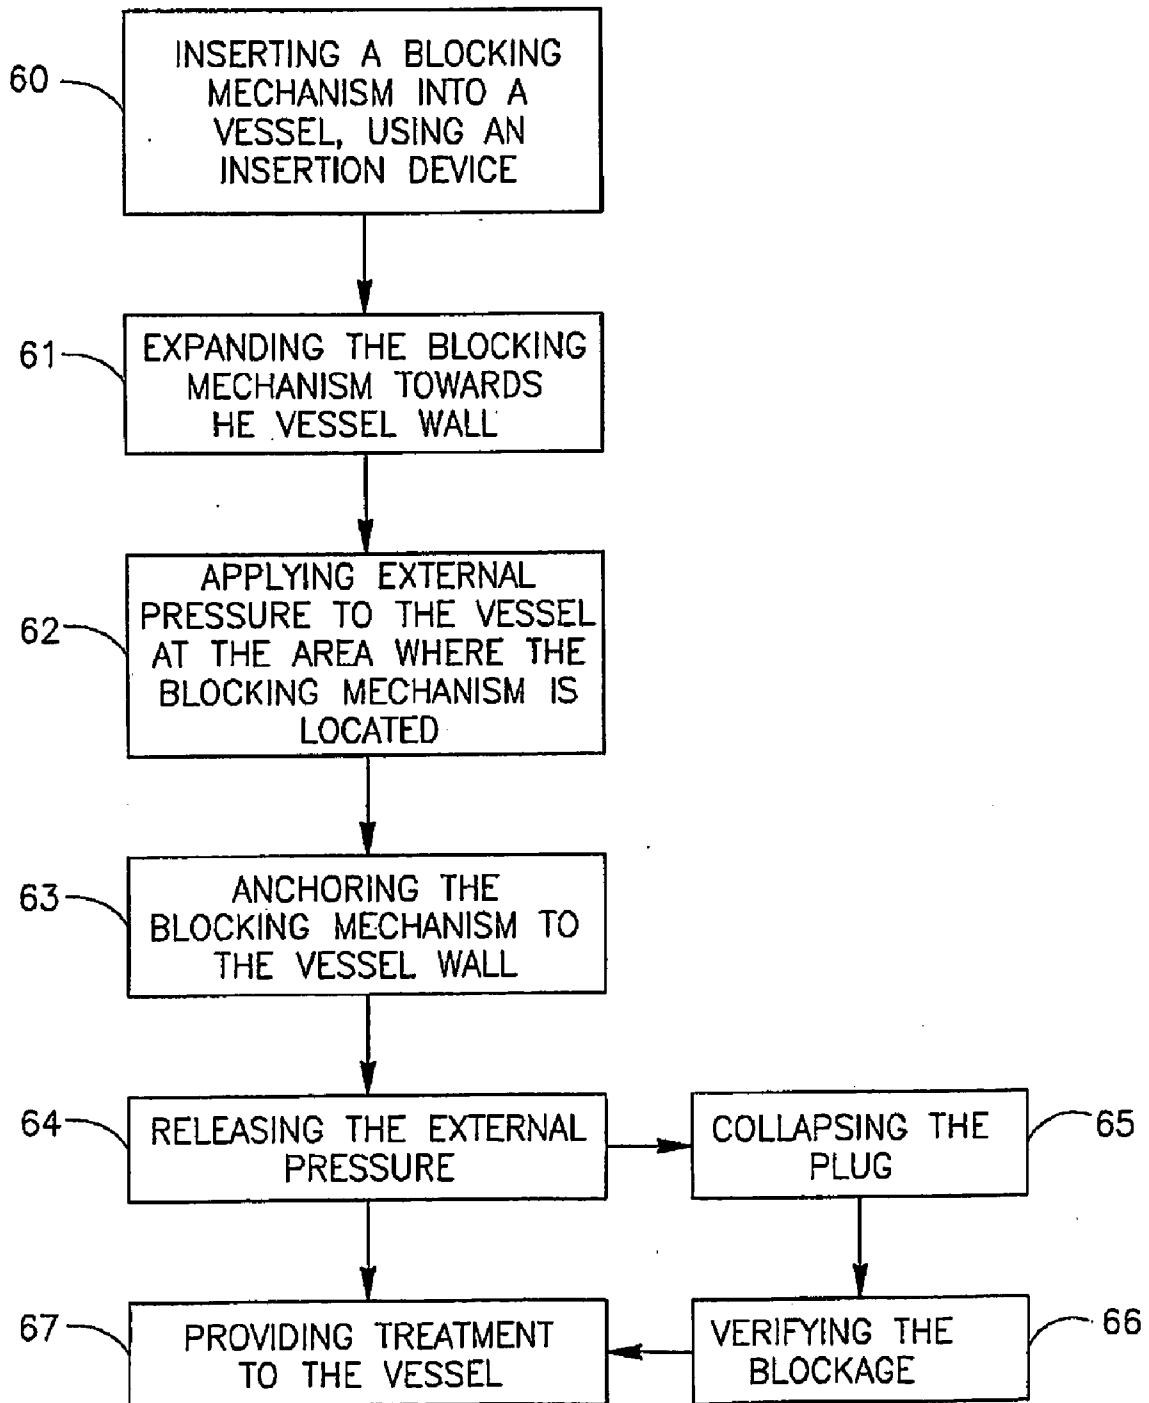 60
INSERTING A BLOCKING
MECHANISM INTO A
VESSEL, USING AN
INSERTION DEVICE
61
EXPANDING THE BLOCKING
MECHANISM TOWARDS
HE VESSEL WALL
62
APPLYING EXTERNAL
PRESSURE TO THE VESSEL
AT THE AREA WHERE THE
BLOCKING MECHANISM IS
LOCATED
63
ANCHORING THE
BLOCKING MECHANISM TO
THE VESSEL WALL
64
RELEASING THE EXTERNAL
PRESSURE
COLLAPSING THE
PLUG
65
67
PROVIDING TREATMENT
TO THE VESSEL
VERIFYING THE
BLOCKAGE
66